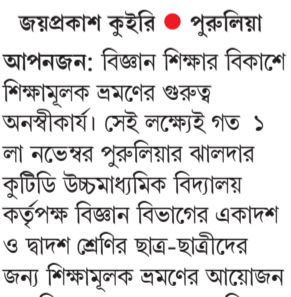 জয়প্রকাশ কুইরি ● পুরুলিয়া
আপনজন: বিজ্ঞান শিক্ষার বিকাশে
শিক্ষামূলক ভ্রমণের গুরুত্ব
অনস্বীকার্য। সেই লক্ষ্যেই গত ১
লা নভেম্বর পুরুলিয়ার ঝালদার
কুটিডি উচ্চমাধ্যমিক বিদ্যালয়
কর্তৃপক্ষ বিজ্ঞান বিভাগের একাদশ
ও দ্বাদশ শ্রেণির ছাত্র-ছাত্রীদের
জন্য শিক্ষামূলক ভ্রমণের আয়োজন